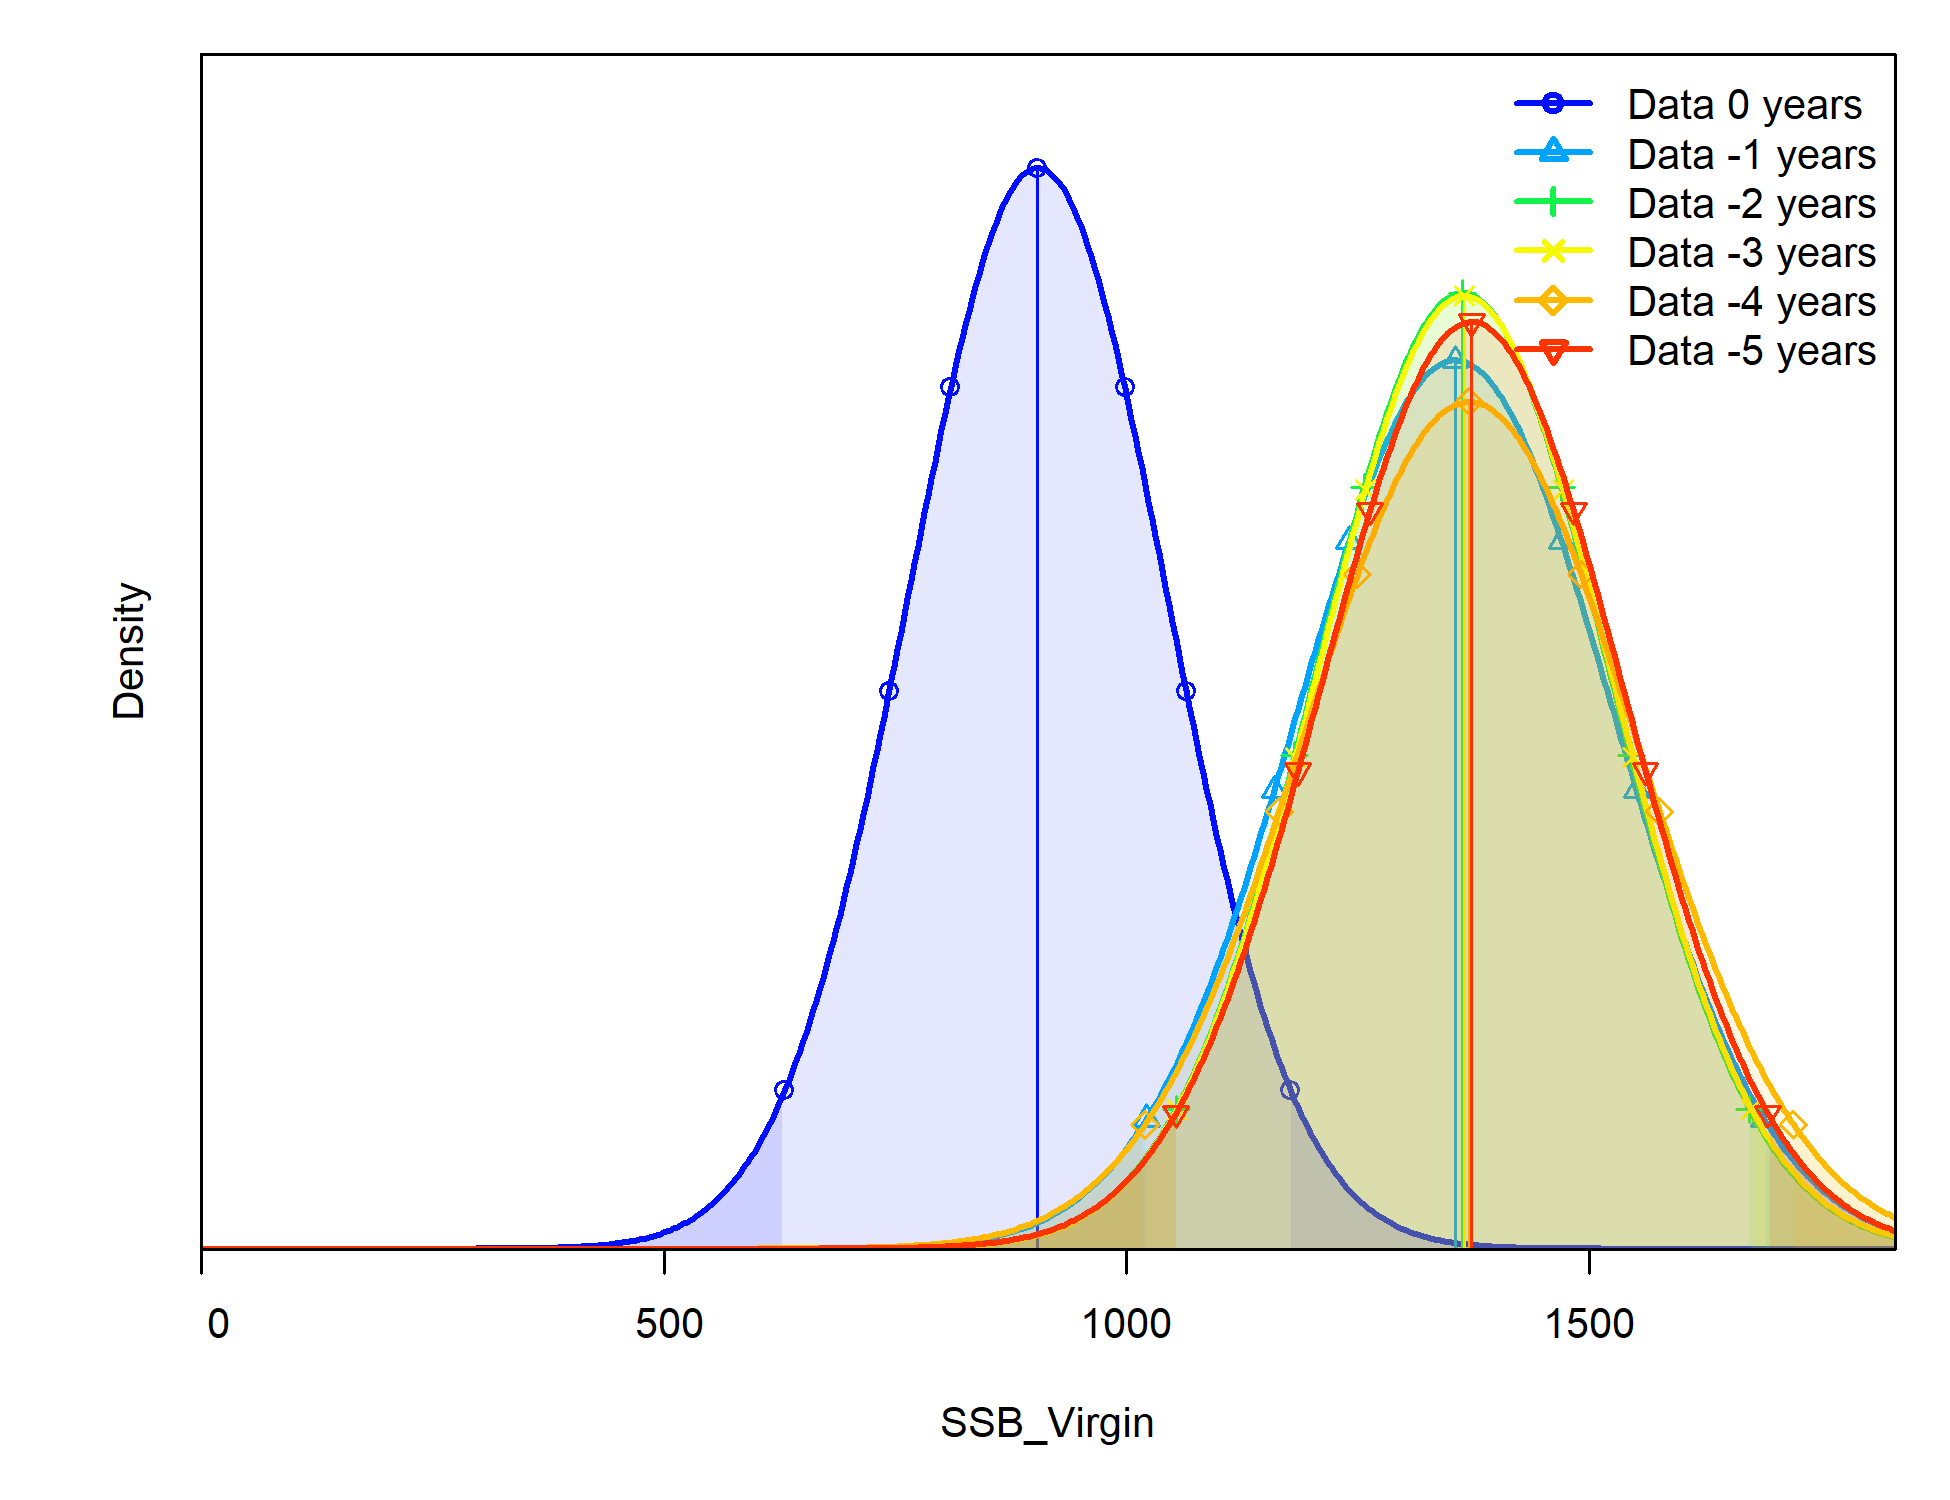 Data 0 years
Data -1 years
Data -2 years
Data -3 years
Data -4 years
Data -5 years
Density
0 500 1000 1500
SSB_Virgin